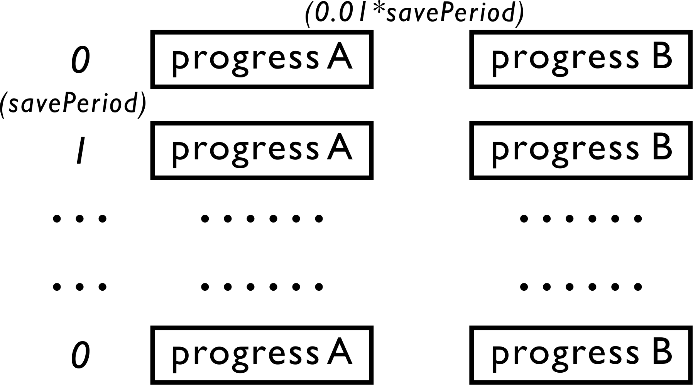 (0.01*savePeriod)
0 progress A progress B
(savePeriod)
1 progress A progress B
... ...... ......
... ...... ......
0 progress A progress B